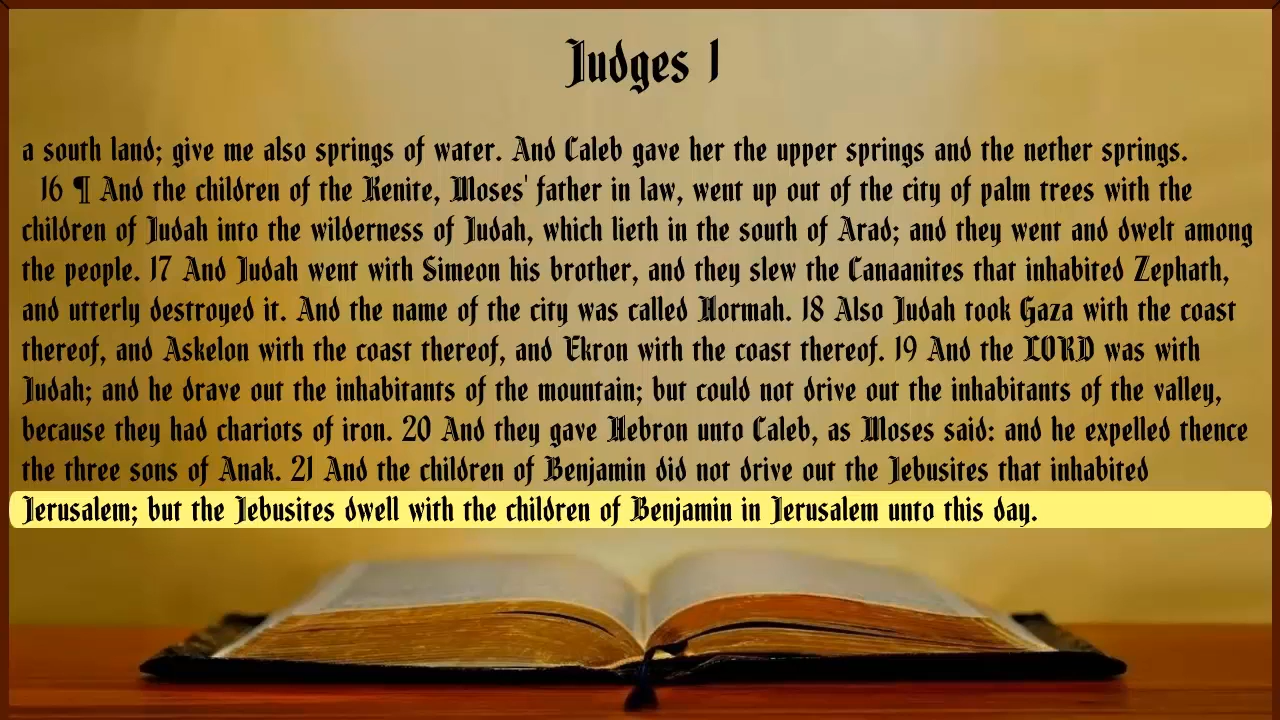 Judges 1
a south land; give me also springs of water. And Caleb gave her the upper springs and the nether springs.
16 ¶ And the children of the Kenite, Moses' father in law, went up out of the city of palm trees with the
children of Judah into the wilderness of Judah, which lieth in the south of Arad; and they went and dwelt among
the people. 17 And Judah went with Simeon his brother, and they slew the Canaanites that inhabited Zephath,
and utterly destroyed it. And the name of the city was called Hormah. 18 Also Judah took Gaza with the coast
thereof, and Askelon with the coast thereof, and Ekron with the coast thereof. 19 And the LORD was with
Judah; and he drave out the inhabitants of the mountain; but could not drive out the inhabitants of the valley,
because they had chariots of iron. 20 And they gave Hebron unto Caleb, as Moses said: and he expelled thence
the three sons of Anak. 21 And the children of Benjamin did not drive out the Jebusites that inhabited
Jerusalem; but the Jebusites dwell with the children of Benjamin in Jerusalem unto this day.